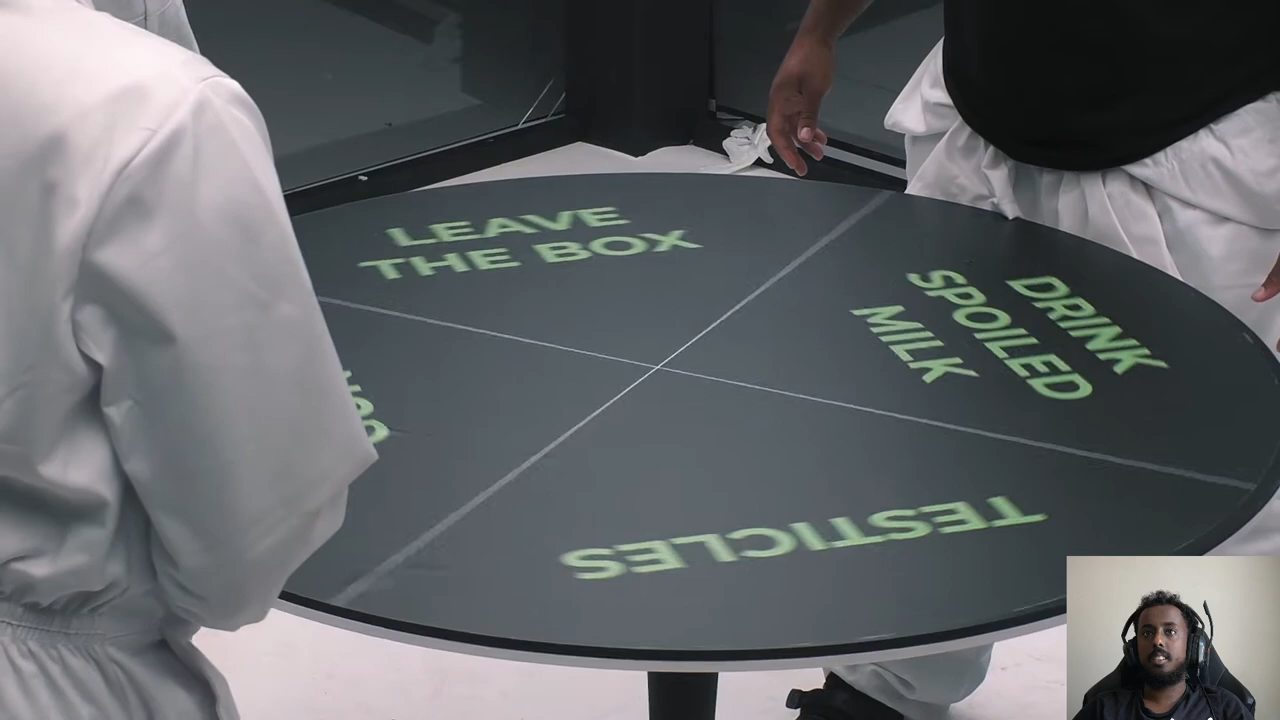 LEAVE
THE BOX
DRINK
SPOILED
MILK
TESTICLES